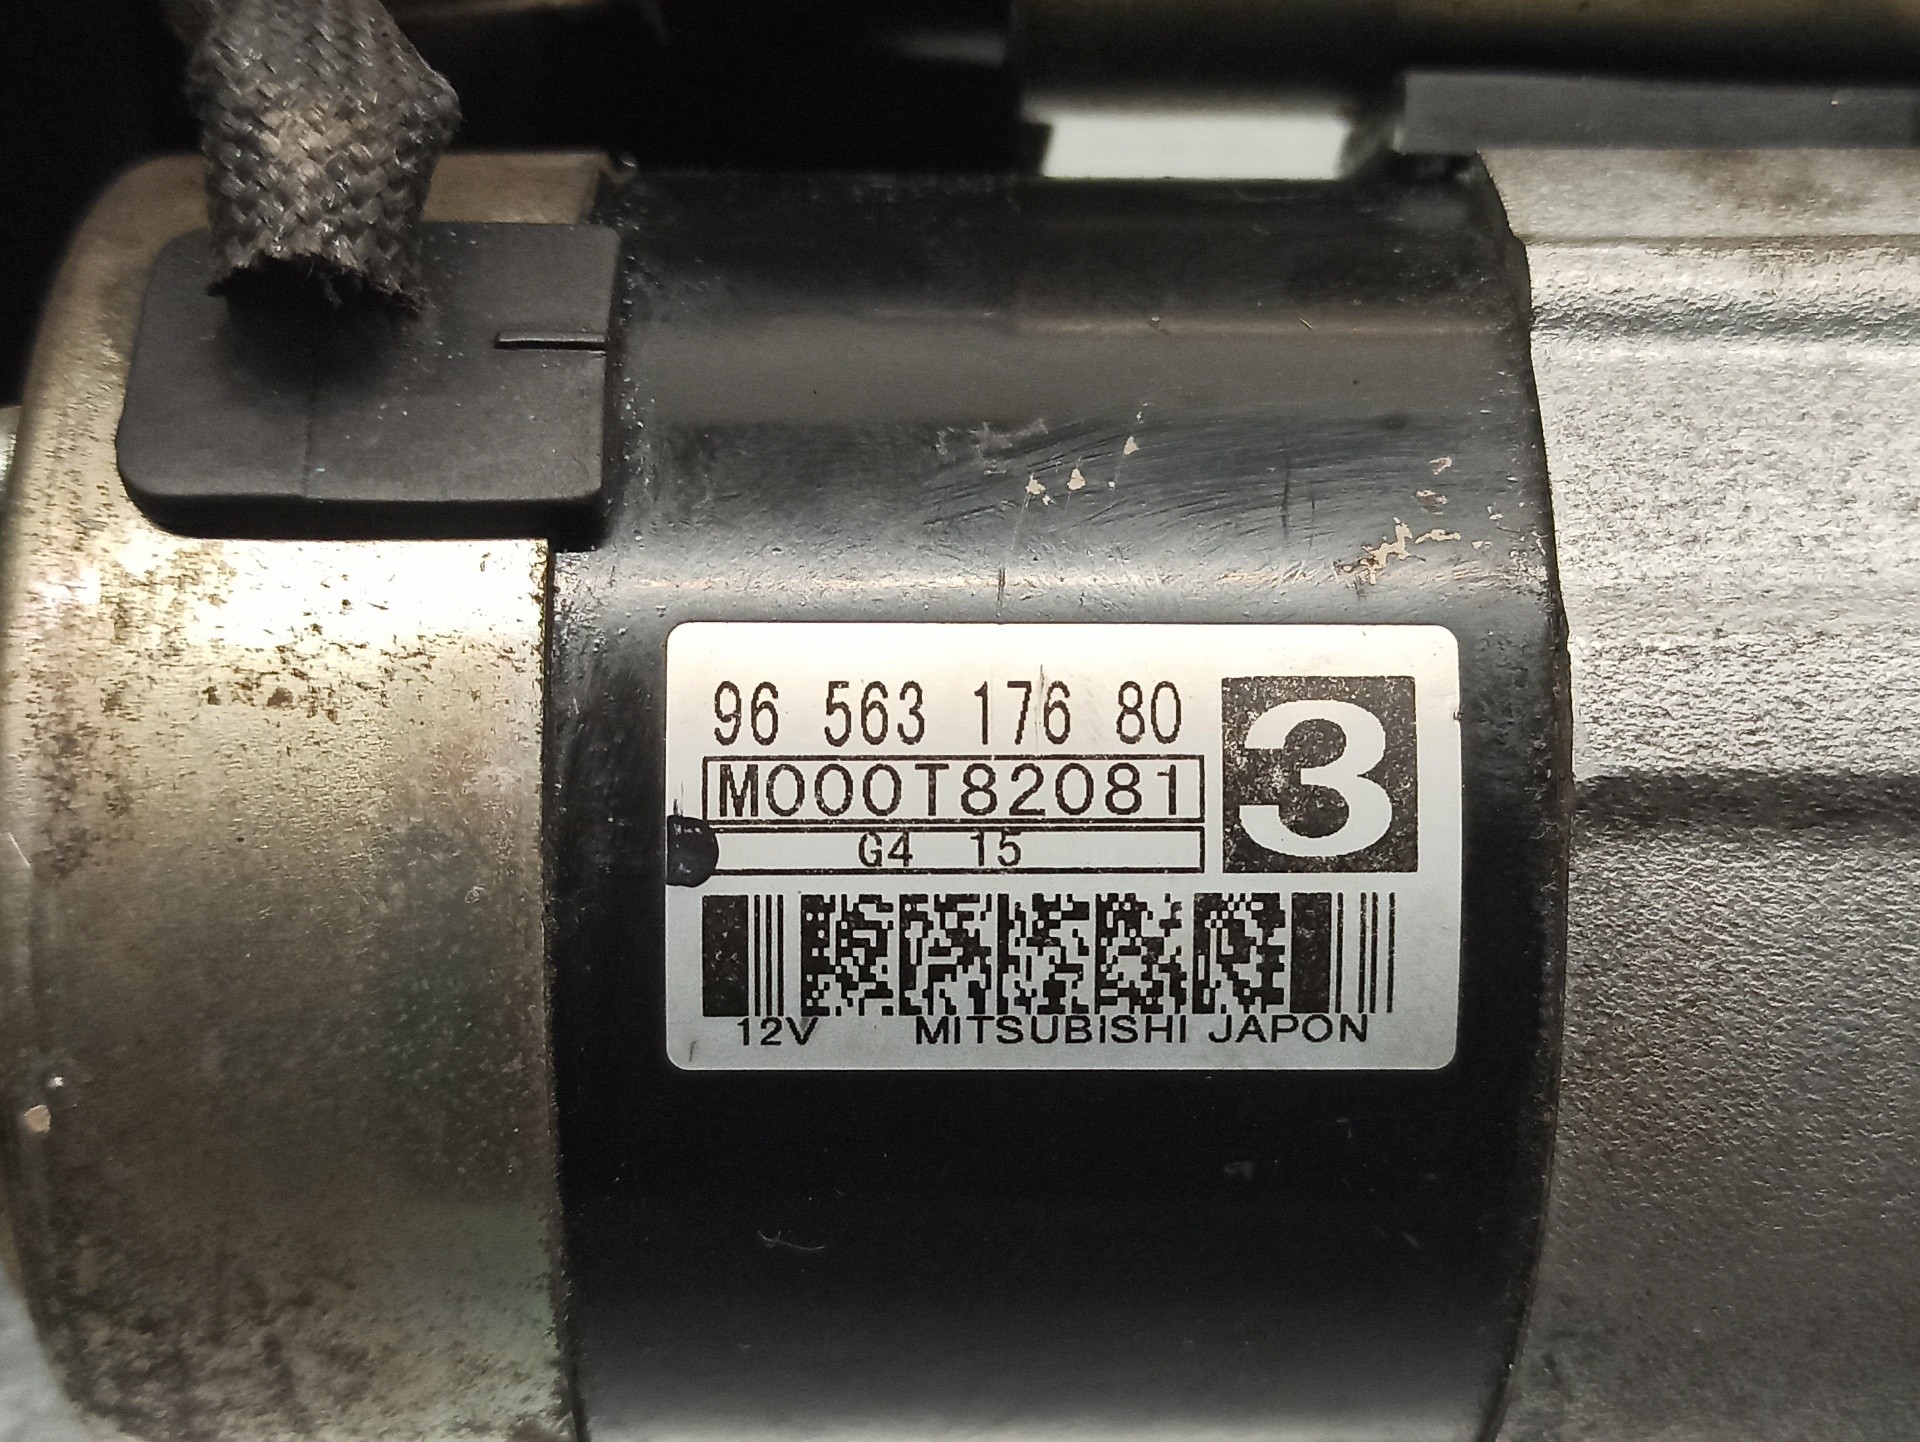 96 563 176 80
3
M000T82081
G4 15
12V MITSUBISHI JAPON